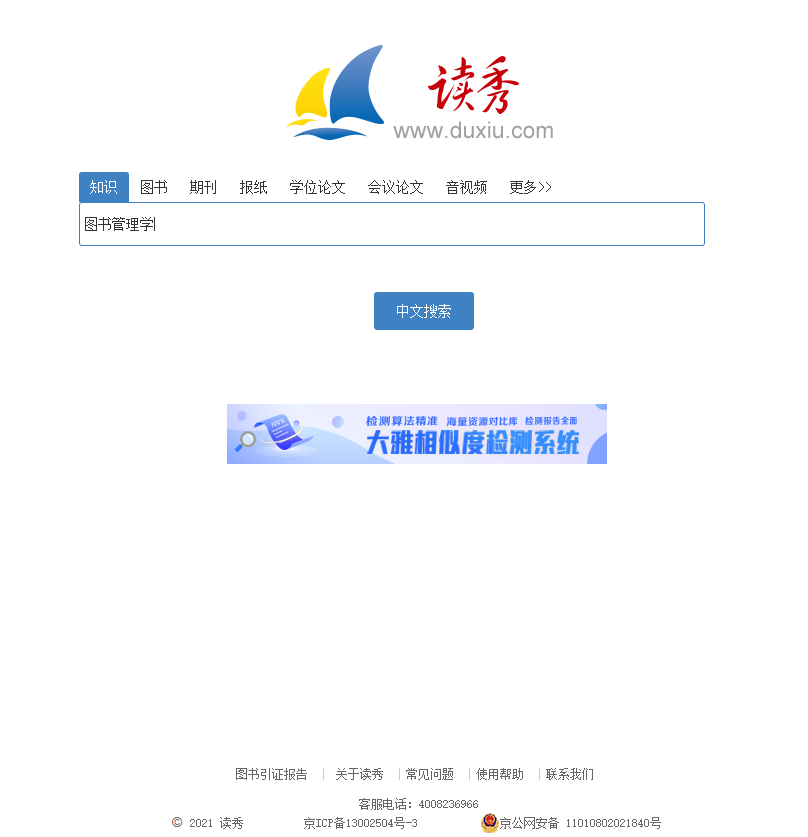 读秀
www.duxiu.com
知识 图书 期刊 报纸 学位论文 会议论文 音视频 更多>>
图书管理学
中文搜索
100%
检测算法精准 海量资源对比库 检测报告全面
大雅相似度检测系统
图书引证报告 | 关于读秀 | 常见问题 | 使用帮助 | 联系我们
客服电话：4008236966
© 2021 读秀 京ICP备13002504号-3 京公网安备 11010802021840号